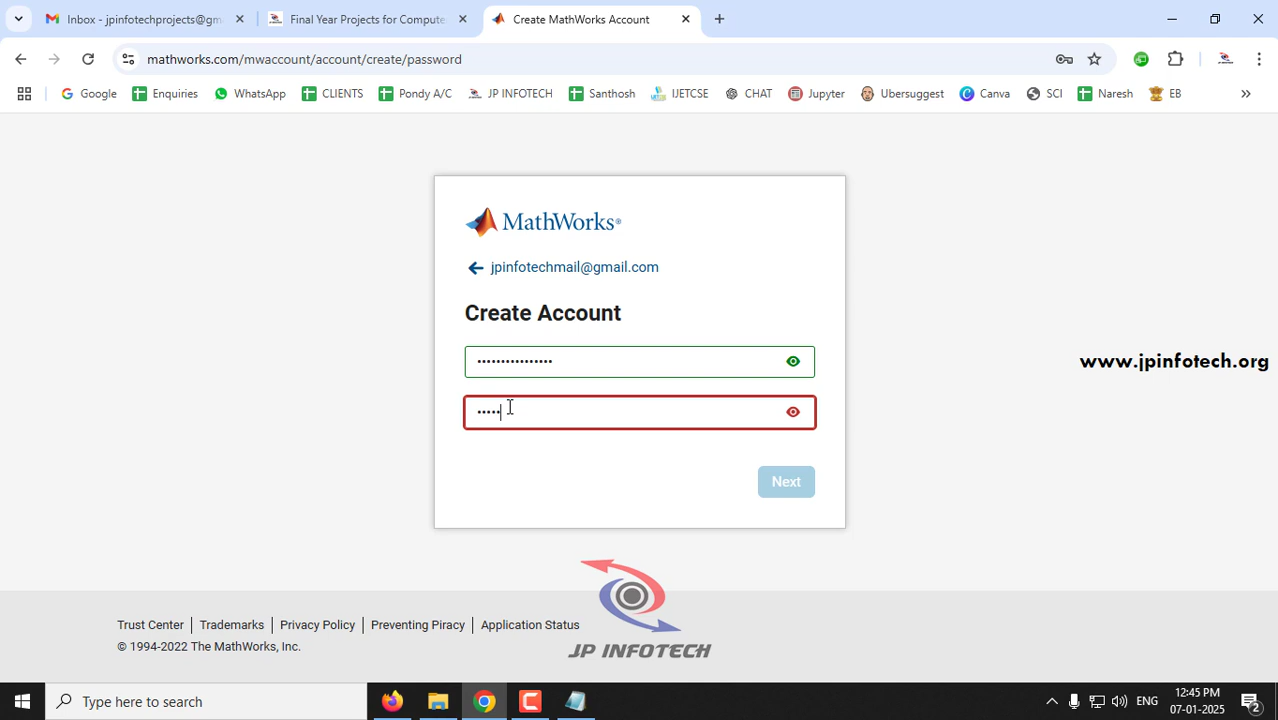 Inbox - jpinfotechprojects@gm
Final Year Projects for Compute
Create MathWorks Account
mathworks.com/mwaccount/account/create/password
Google
Enquiries
WhatsApp
CLIENTS
Pondy A/C
JP INFOTECH
Santhosh
IJETCSE
CHAT
Jupyter
Ubersuggest
Canva
SCI
Naresh
EB
MathWorks®
jpinfotechmail@gmail.com
Create Account
••••••••••••••••
•••••
Next
www.jpinfotech.org
JP INFOTECH
Trust Center
Trademarks
Privacy Policy
Preventing Piracy
Application Status
© 1994-2022 The MathWorks, Inc.
Type here to search
ENG
12:45 PM
07-01-2025
2